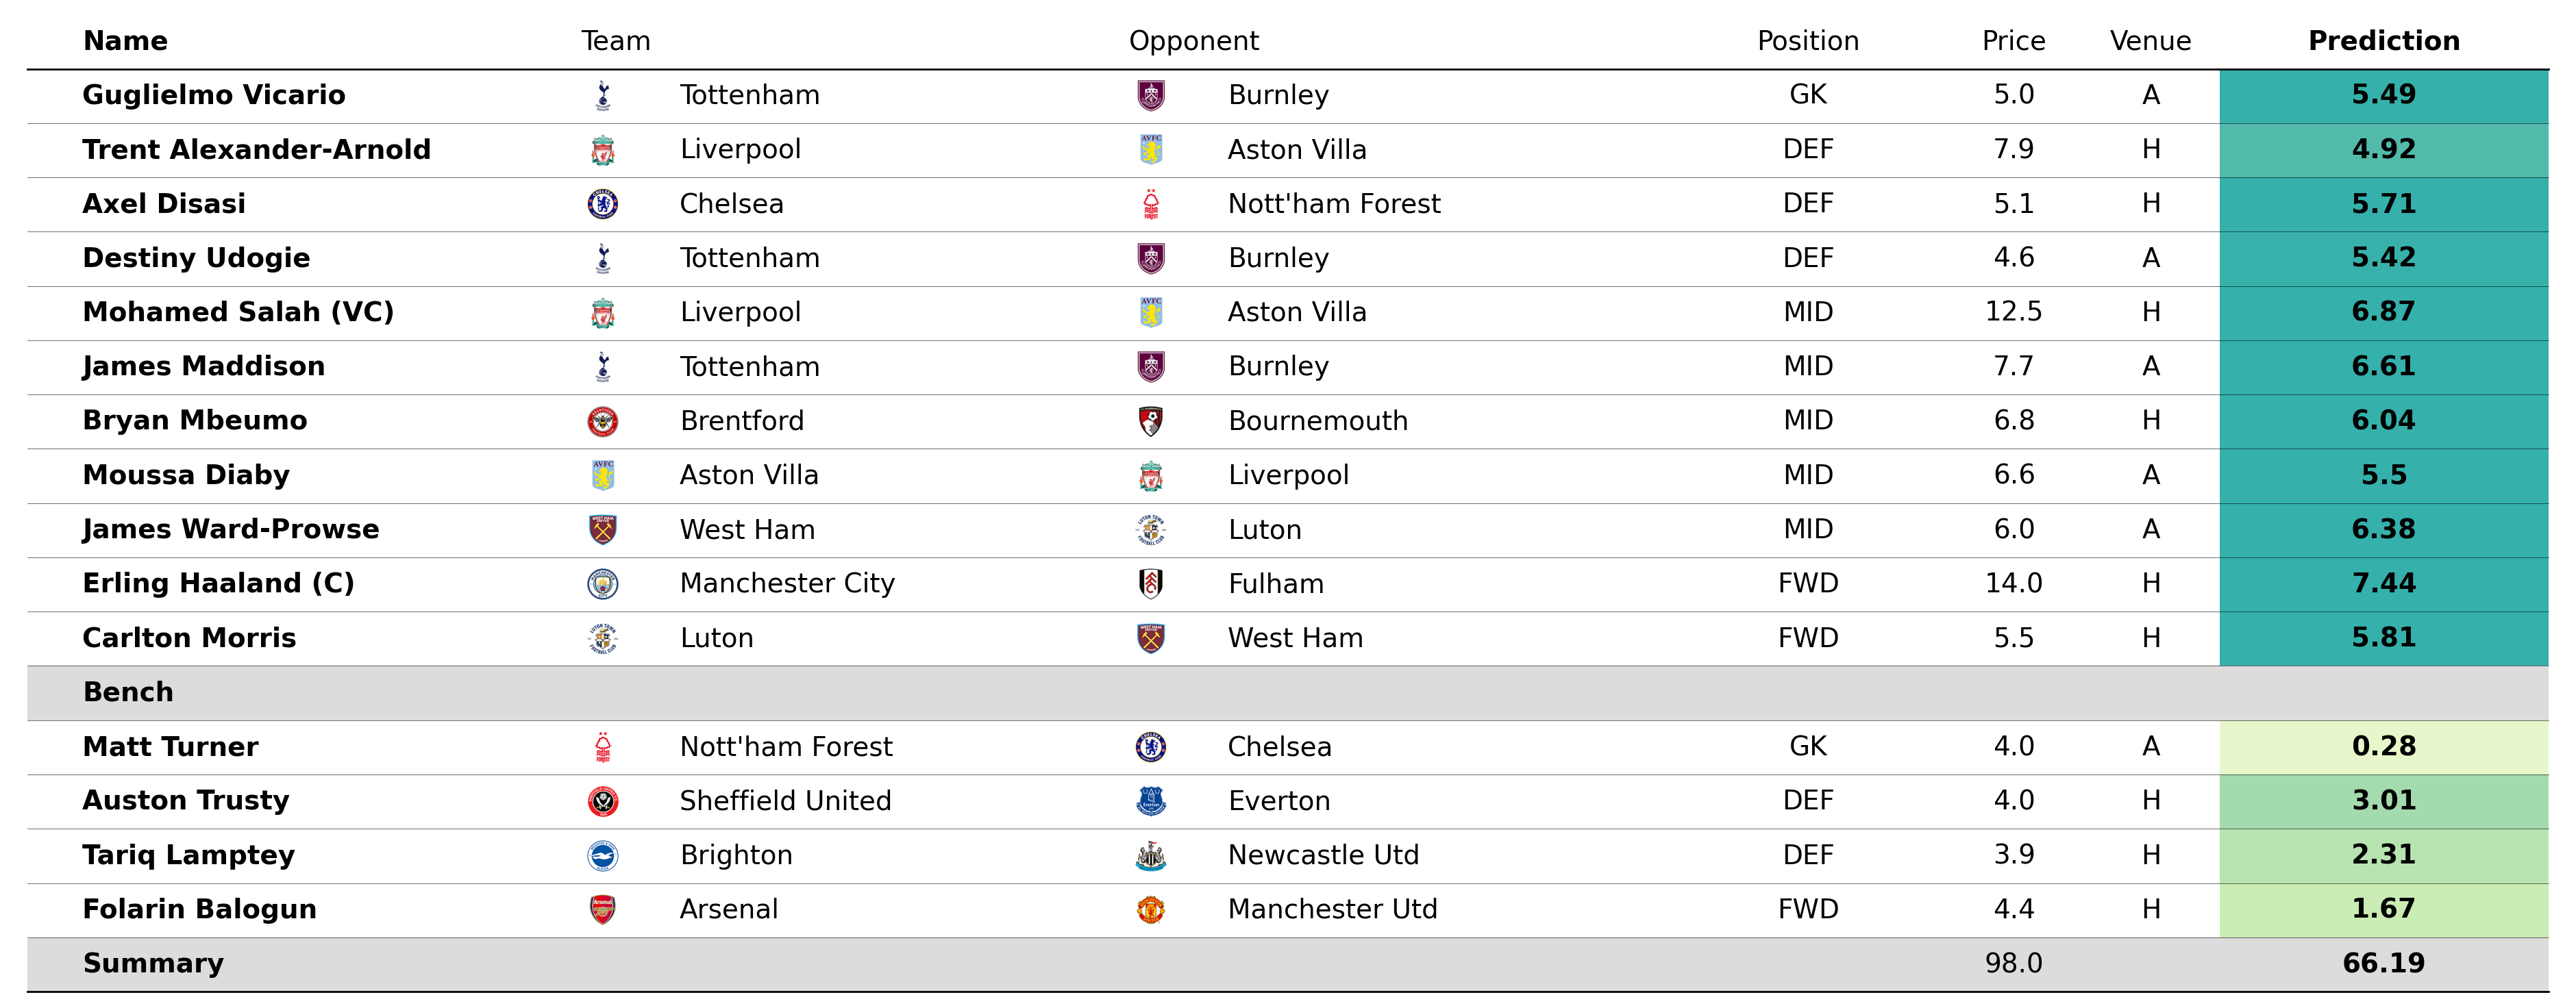 Name Team Opponent Position Price Venue Prediction
Guglielmo Vicario Tottenham Burnley GK 5.0 A 5.49
Trent Alexander-Arnold Liverpool Aston Villa DEF 7.9 H 4.92
Axel Disasi Chelsea Nott'ham Forest DEF 5.1 H 5.71
Destiny Udogie Tottenham Burnley DEF 4.6 A 5.42
Mohamed Salah (VC) Liverpool Aston Villa MID 12.5 H 6.87
James Maddison Tottenham Burnley MID 7.7 A 6.61
Bryan Mbeumo Brentford Bournemouth MID 6.8 H 6.04
Moussa Diaby Aston Villa Liverpool MID 6.6 A 5.5
James Ward-Prowse West Ham Luton MID 6.0 A 6.38
Erling Haaland (C) Manchester City Fulham FWD 14.0 H 7.44
Carlton Morris Luton West Ham FWD 5.5 H 5.81
Bench
Matt Turner Nott'ham Forest Chelsea GK 4.0 A 0.28
Auston Trusty Sheffield United Everton DEF 4.0 H 3.01
Tariq Lamptey Brighton Newcastle Utd DEF 3.9 H 2.31
Folarin Balogun Arsenal Manchester Utd FWD 4.4 H 1.67
Summary 98.0 66.19